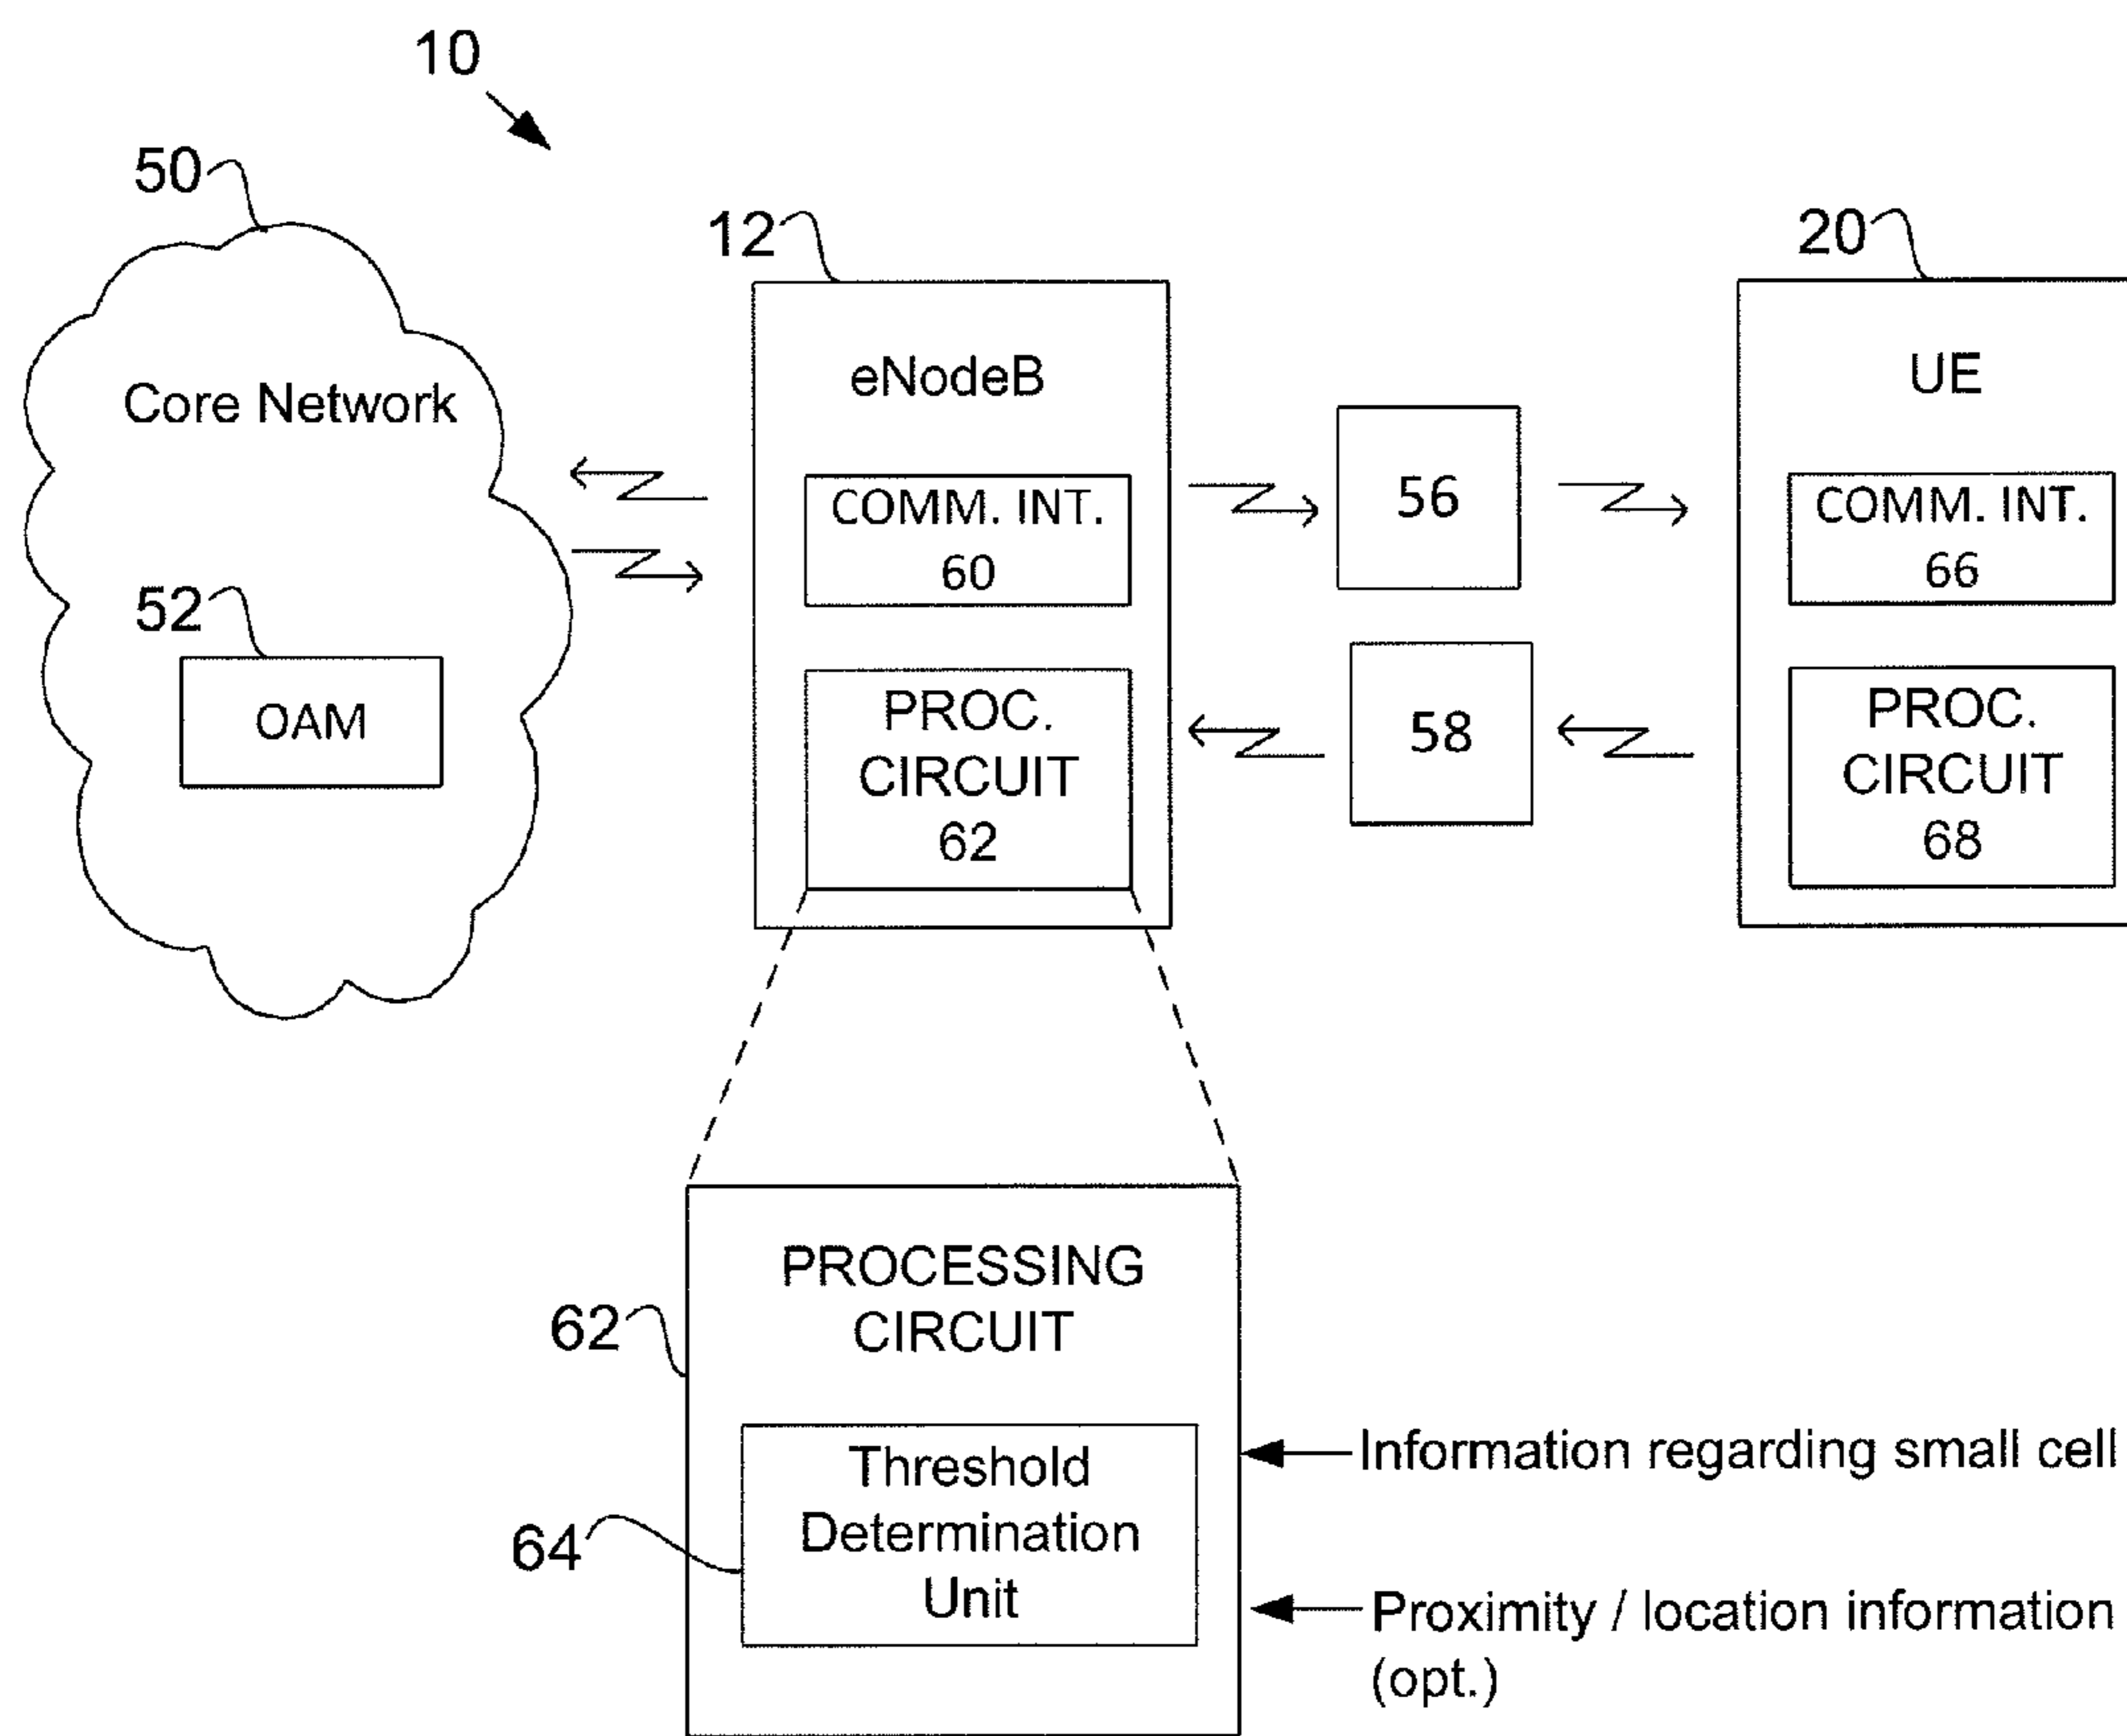 10
50
12
20
Core Network
eNodeB
UE
COMM. INT.
60
56
COMM. INT.
66
52
OAM
PROC.
CIRCUIT
62
58
PROC.
CIRCUIT
68
PROCESSING
CIRCUIT
62
Threshold
Determination
Unit
64
Information regarding small cell
Proximity / location information
(opt.)